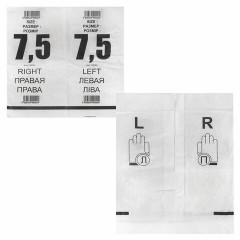 SIZE - SIZE -
РАЗМЕР - РАЗМЕР -
РОЗМІР РОЗМІР
7,5 7,5
RIGHT LEFT
ПРАВАЯ ЛЕВАЯ
ПРАВА ЛІВА
L R
Л П